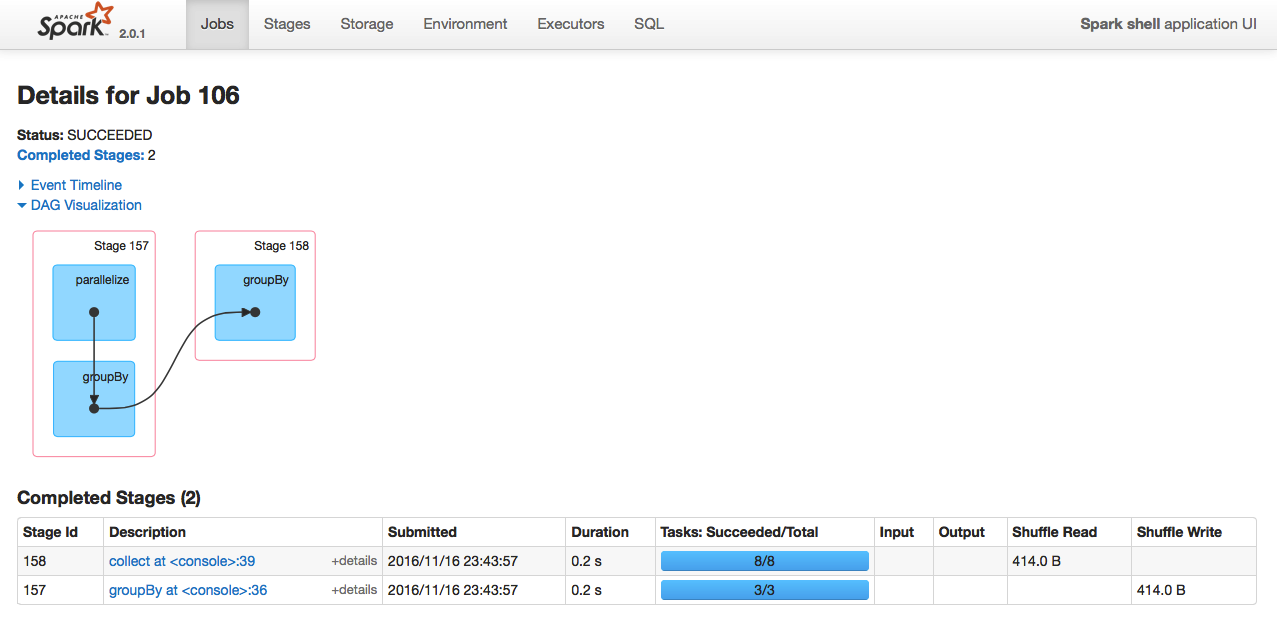 APACHE
Spark 2.0.1 Jobs Stages Storage Environment Executors SQL Spark shell application UI
Details for Job 106
Status: SUCCEEDED
Completed Stages: 2
Event Timeline
DAG Visualization
Stage 157 Stage 158
parallelize groupBy
groupBy
Completed Stages (2)
Stage Id Description Submitted Duration Tasks: Succeeded/Total Input Output Shuffle Read Shuffle Write
158 collect at <console>:39 +details 2016/11/16 23:43:57 0.2 s 8/8 414.0 B
157 groupBy at <console>:36 +details 2016/11/16 23:43:57 0.2 s 3/3 414.0 B